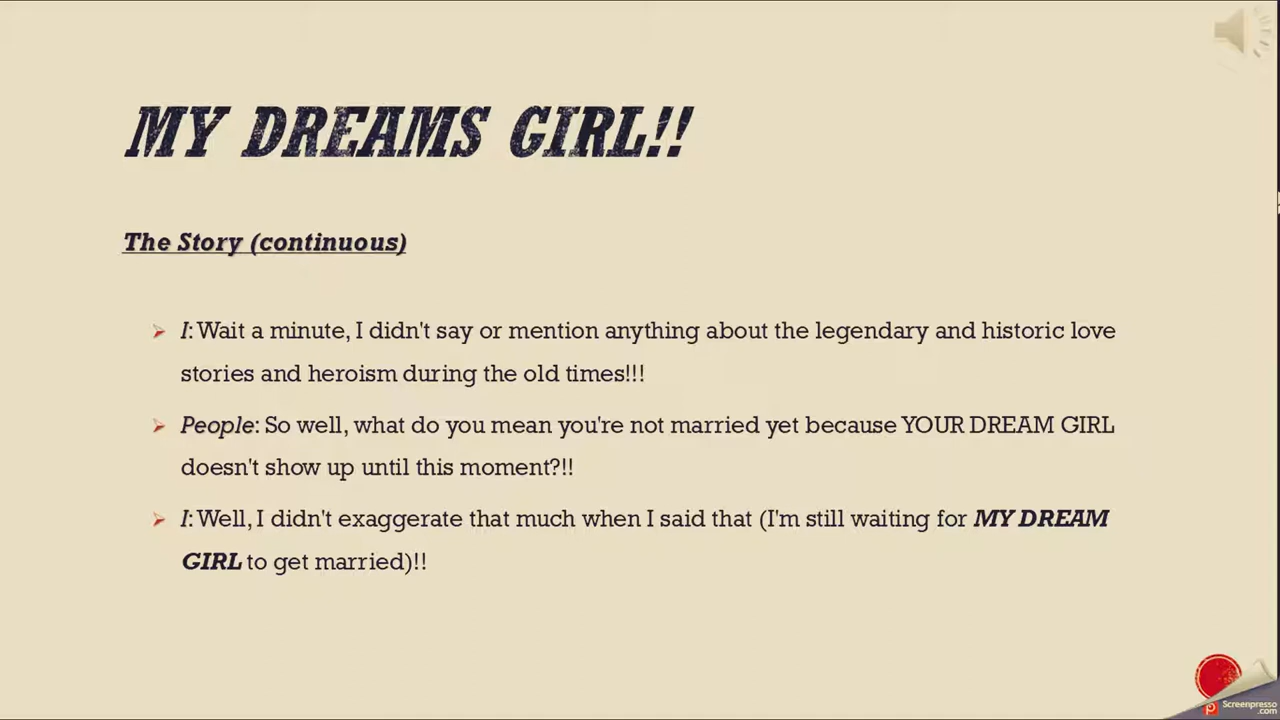 MY DREAMS GIRL!!
The Story (continuous)
I: Wait a minute, I didn't say or mention anything about the legendary and historic love
stories and heroism during the old times!!!
People: So well, what do you mean you're not married yet because YOUR DREAM GIRL
doesn't show up until this moment?!!
I: Well, I didn't exaggerate that much when I said that (I'm still waiting for MY DREAM
GIRL to get married)!!
Screenpresso
.com